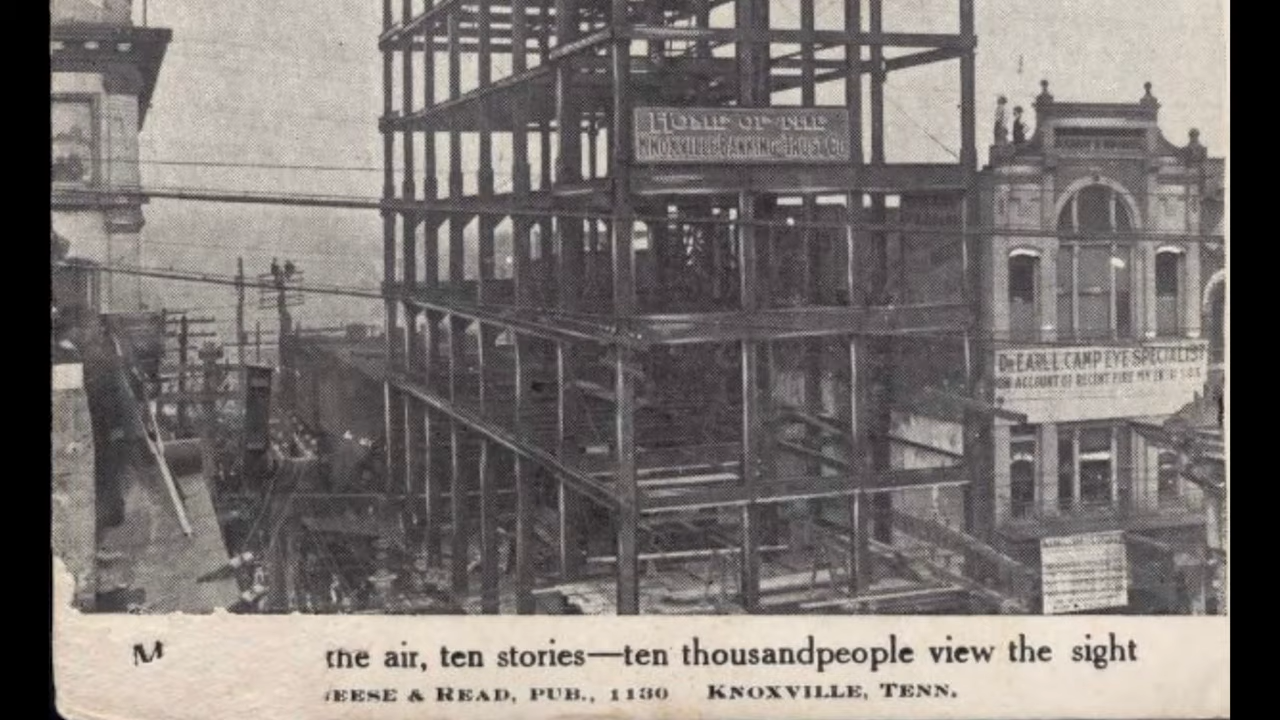 HOME OF THE
KNOXVILLE BANKING & TRUST CO
DR EARL L. CAMP EYE SPECIALIST
ON ACCOUNT OF RECENT FIRE MY
M the air, ten stories—ten thousandpeople view the sight
EESE & READ, PUB., 1130 KNOXVILLE, TENN.